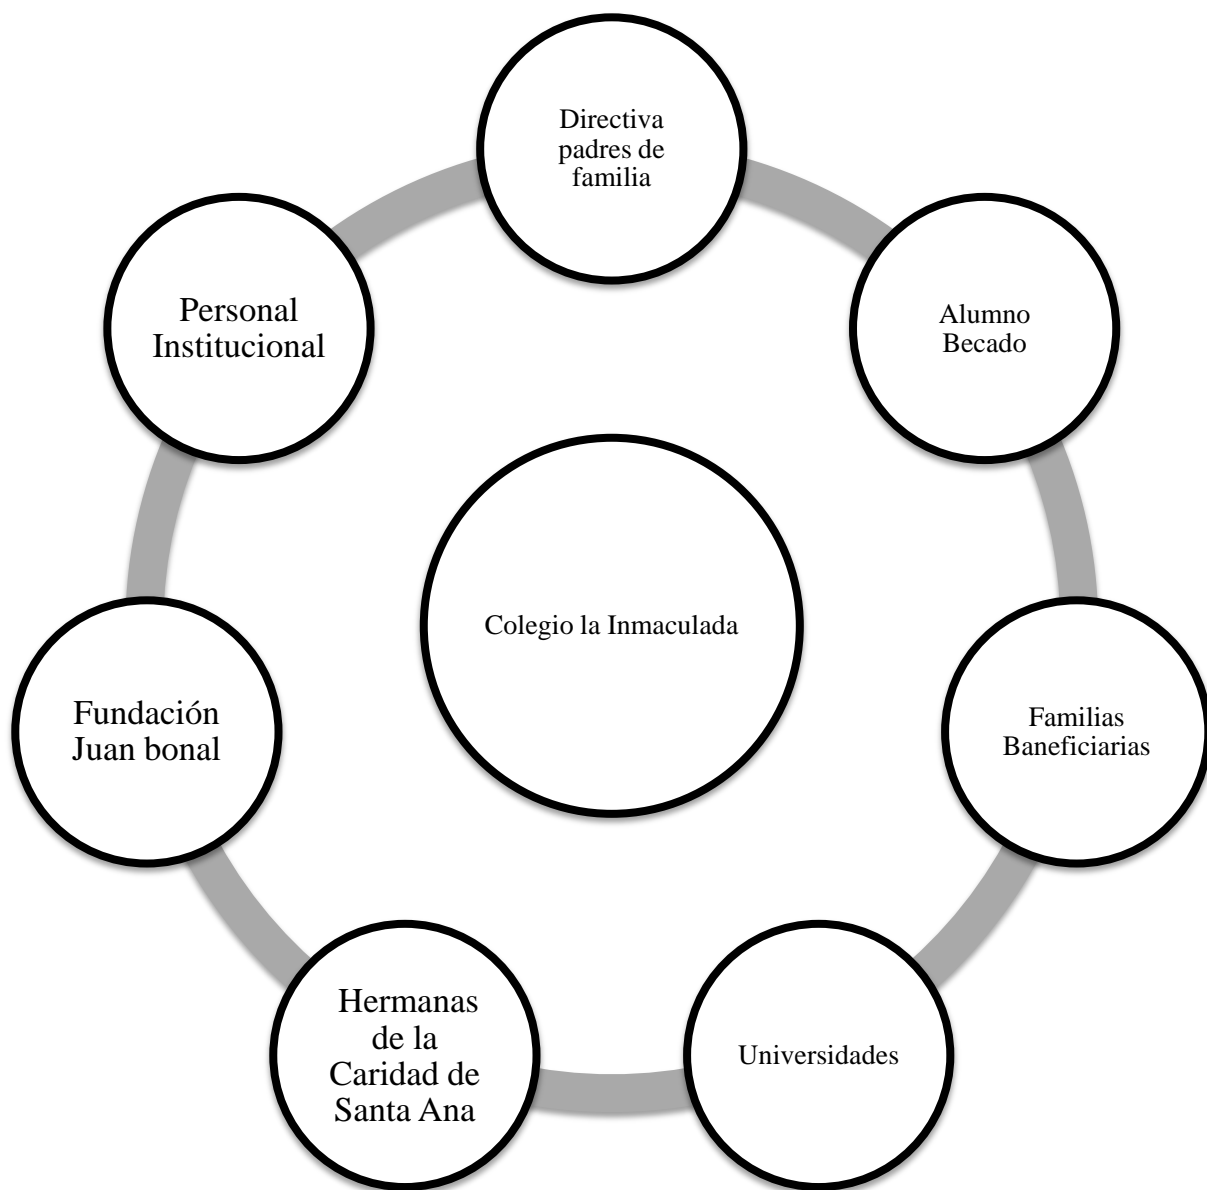 Directiva
padres de
familia
Alumno
Becado
Familias
Baneficiarias
Universidades
Hermanas
de la
Caridad de
Santa Ana
Fundación
Juan bonal
Personal
Institucional
Colegio la Inmaculada